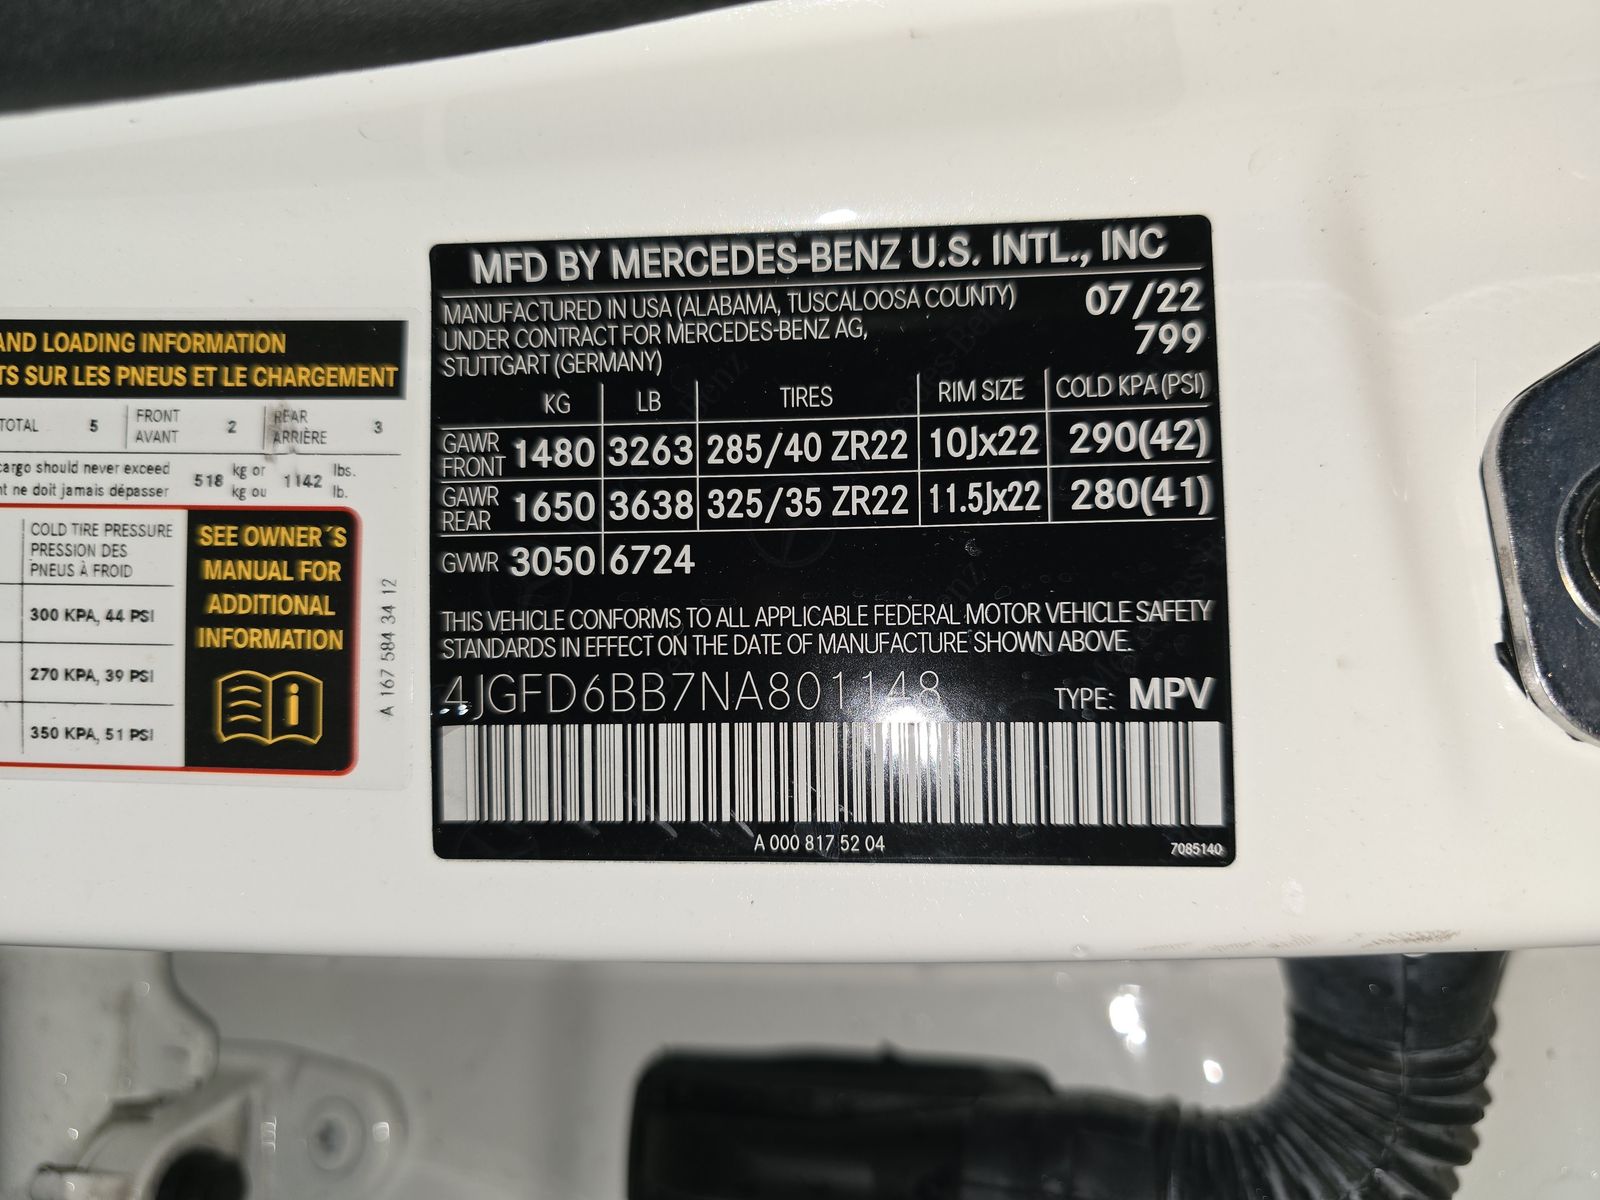 AND LOADING INFORMATION
TS SUR LES PNEUS ET LE CHARGEMENT
TOTAL 5 FRONT AVANT 2 REAR ARRIÈRE 3
cargo should never exceed
nt ne doit jamais dépasser
518 kg or kg ou 1142 lbs. lb.
COLD TIRE PRESSURE
PRESSION DES
PNEUS À FROID
300 KPA, 44 PSI
270 KPA, 39 PSI
350 KPA, 51 PSI
SEE OWNER´S
MANUAL FOR
ADDITIONAL
INFORMATION
A 167 584 34 12
MFD BY MERCEDES-BENZ U.S. INTL., INC
MANUFACTURED IN USA (ALABAMA, TUSCALOOSA COUNTY) 07/22
UNDER CONTRACT FOR MERCEDES-BENZ AG, 799
STUTTGART (GERMANY)
KG LB TIRES RIM SIZE COLD KPA (PSI)
GAWR FRONT 1480 3263 285/40 ZR22 10Jx22 290(42)
GAWR REAR 1650 3638 325/35 ZR22 11.5Jx22 280(41)
GVWR 3050 6724
THIS VEHICLE CONFORMS TO ALL APPLICABLE FEDERAL MOTOR VEHICLE SAFETY
STANDARDS IN EFFECT ON THE DATE OF MANUFACTURE SHOWN ABOVE.
4JGFD6BB7NA801148 TYPE: MPV
A 000 817 52 04
7085140